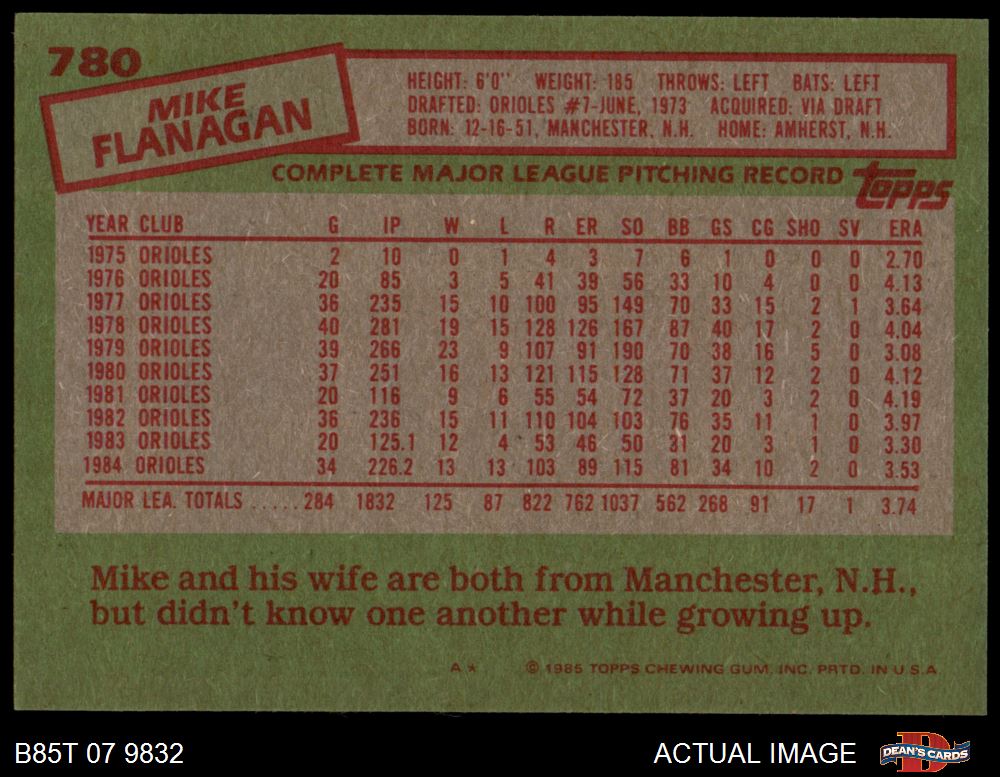 780
MIKE
FLANAGAN
HEIGHT: 6'0" WEIGHT: 185 THROWS: LEFT BATS: LEFT
DRAFTED: ORIOLES #7-JUNE, 1973 ACQUIRED: VIA DRAFT
BORN: 12-16-51, MANCHESTER, N.H. HOME: AMHERST, N.H.
COMPLETE MAJOR LEAGUE PITCHING RECORD topps
YEAR CLUB G IP W L R ER SO BB GS CG SHO SV ERA
1975 ORIOLES 2 10 0 1 4 3 7 6 1 0 0 0 2.70
1976 ORIOLES 20 85 3 5 41 39 56 33 10 4 0 0 4.13
1977 ORIOLES 36 235 15 10 100 95 149 70 33 15 2 1 3.64
1978 ORIOLES 40 281 19 15 128 126 167 87 40 17 2 0 4.04
1979 ORIOLES 39 266 23 9 107 91 190 70 38 16 5 0 3.08
1980 ORIOLES 37 251 16 13 121 115 128 71 37 12 2 0 4.12
1981 ORIOLES 20 116 9 6 55 54 72 37 20 3 2 0 4.19
1982 ORIOLES 36 236 15 11 110 104 103 76 35 11 1 0 3.97
1983 ORIOLES 20 125.1 12 4 53 46 50 31 20 3 1 0 3.30
1984 ORIOLES 34 226.2 13 13 103 89 115 81 34 10 2 0 3.53
MAJOR LEA. TOTALS ..... 284 1832 125 87 822 762 1037 562 268 91 17 1 3.74
Mike and his wife are both from Manchester, N.H.,
but didn't know one another while growing up.
A* © 1985 TOPPS CHEWING GUM, INC. PRTD. IN U.S.A.
B85T 07 9832 ACTUAL IMAGE D DEAN'S CARDS